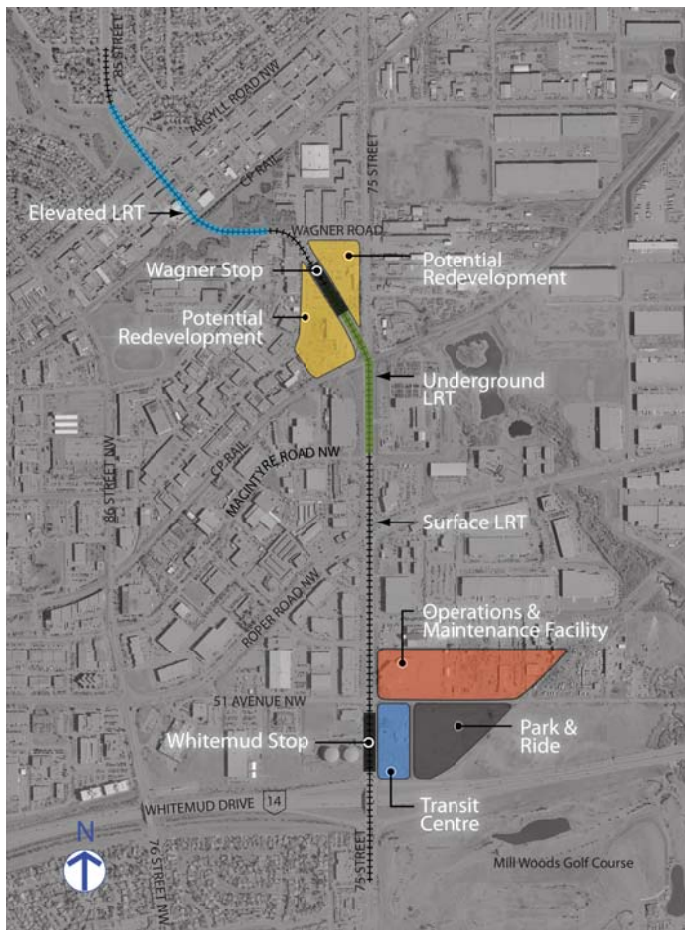 85 STREET
ARGYLL ROAD NW
CP RAIL
75 STREET
Elevated LRT
WAGNER ROAD
Wagner Stop
Potential
Redevelopment
Potential
Redevelopment
Underground
LRT
CP RAIL
MACINTYRE ROAD NW
86 STREET NW
Surface LRT
ROPER ROAD NW
Operations &
Maintenance Facility
51 AVENUE NW
Whitemud Stop
Park &
Ride
WHITEMUD DRIVE 14
Transit
Centre
N
75 STREET
76 STREET NW
Mill Woods Golf Course